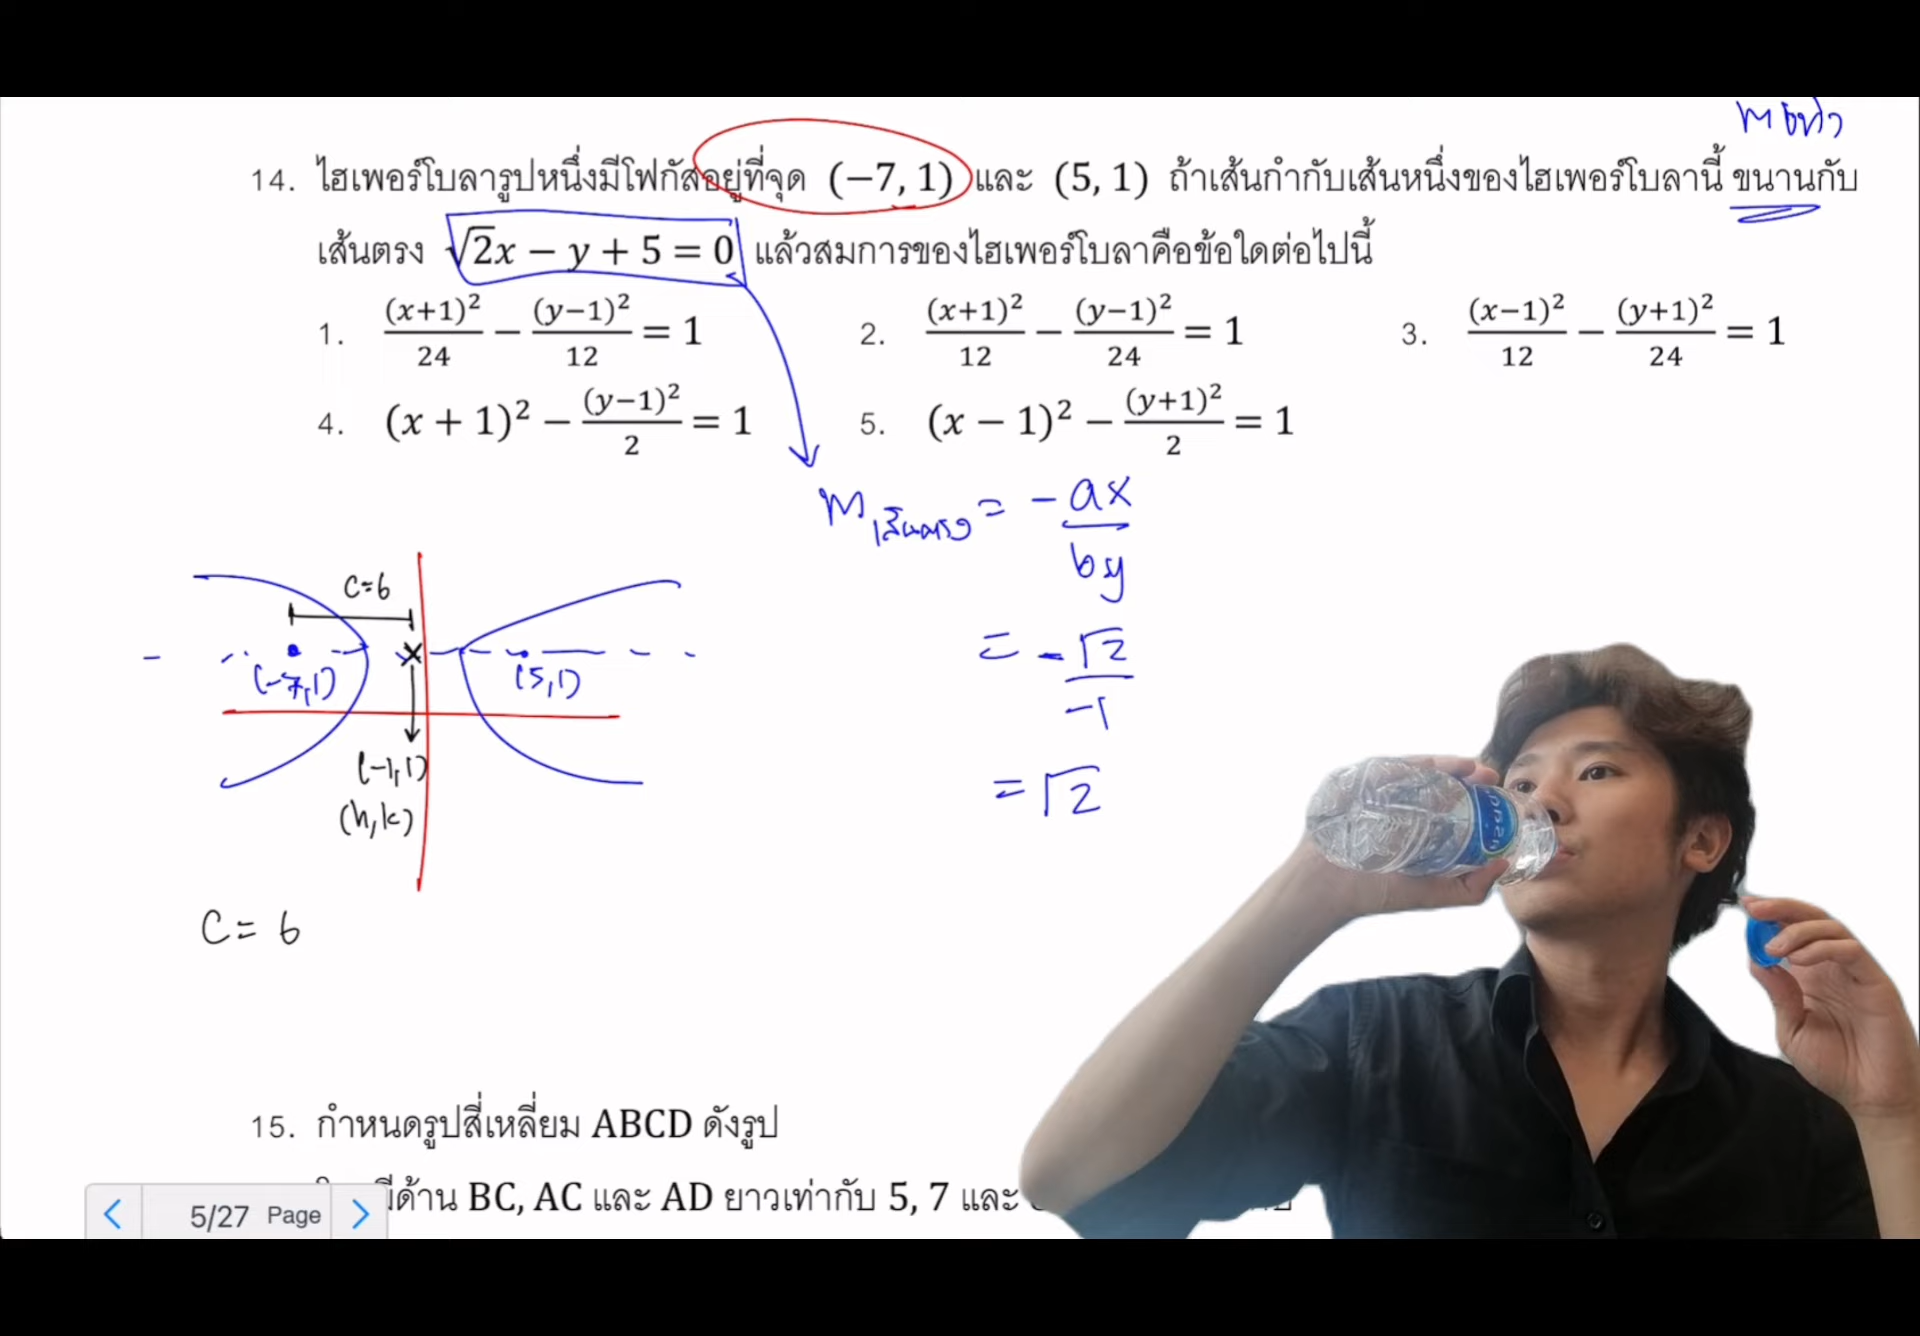 m เท่า
14. ไฮเพอร์โบลารูปหนึ่งมีโฟกัสอยู่ที่จุด (−7, 1) และ (5, 1) ถ้าเส้นกำกับเส้นหนึ่งของไฮเพอร์โบลานี้ ขนานกับ
เส้นตรง √2x − y + 5 = 0 แล้วสมการของไฮเพอร์โบลาคือข้อใดต่อไปนี้
1. (x+1)²/24 − (y−1)²/12 = 1 2. (x+1)²/12 − (y−1)²/24 = 1 3. (x−1)²/12 − (y+1)²/24 = 1
4. (x + 1)² − (y−1)²/2 = 1 5. (x − 1)² − (y+1)²/2 = 1
m เส้นตรง = −ax/by
= −√2/−1
= √2
c=6
(−7,1)
(5,1)
(−1,1)
(h,k)
C = 6
15. กำหนดรูปสี่เหลี่ยม ABCD ดังรูป
มีด้าน BC, AC และ AD ยาวเท่ากับ 5, 7 และ
5/27 Page